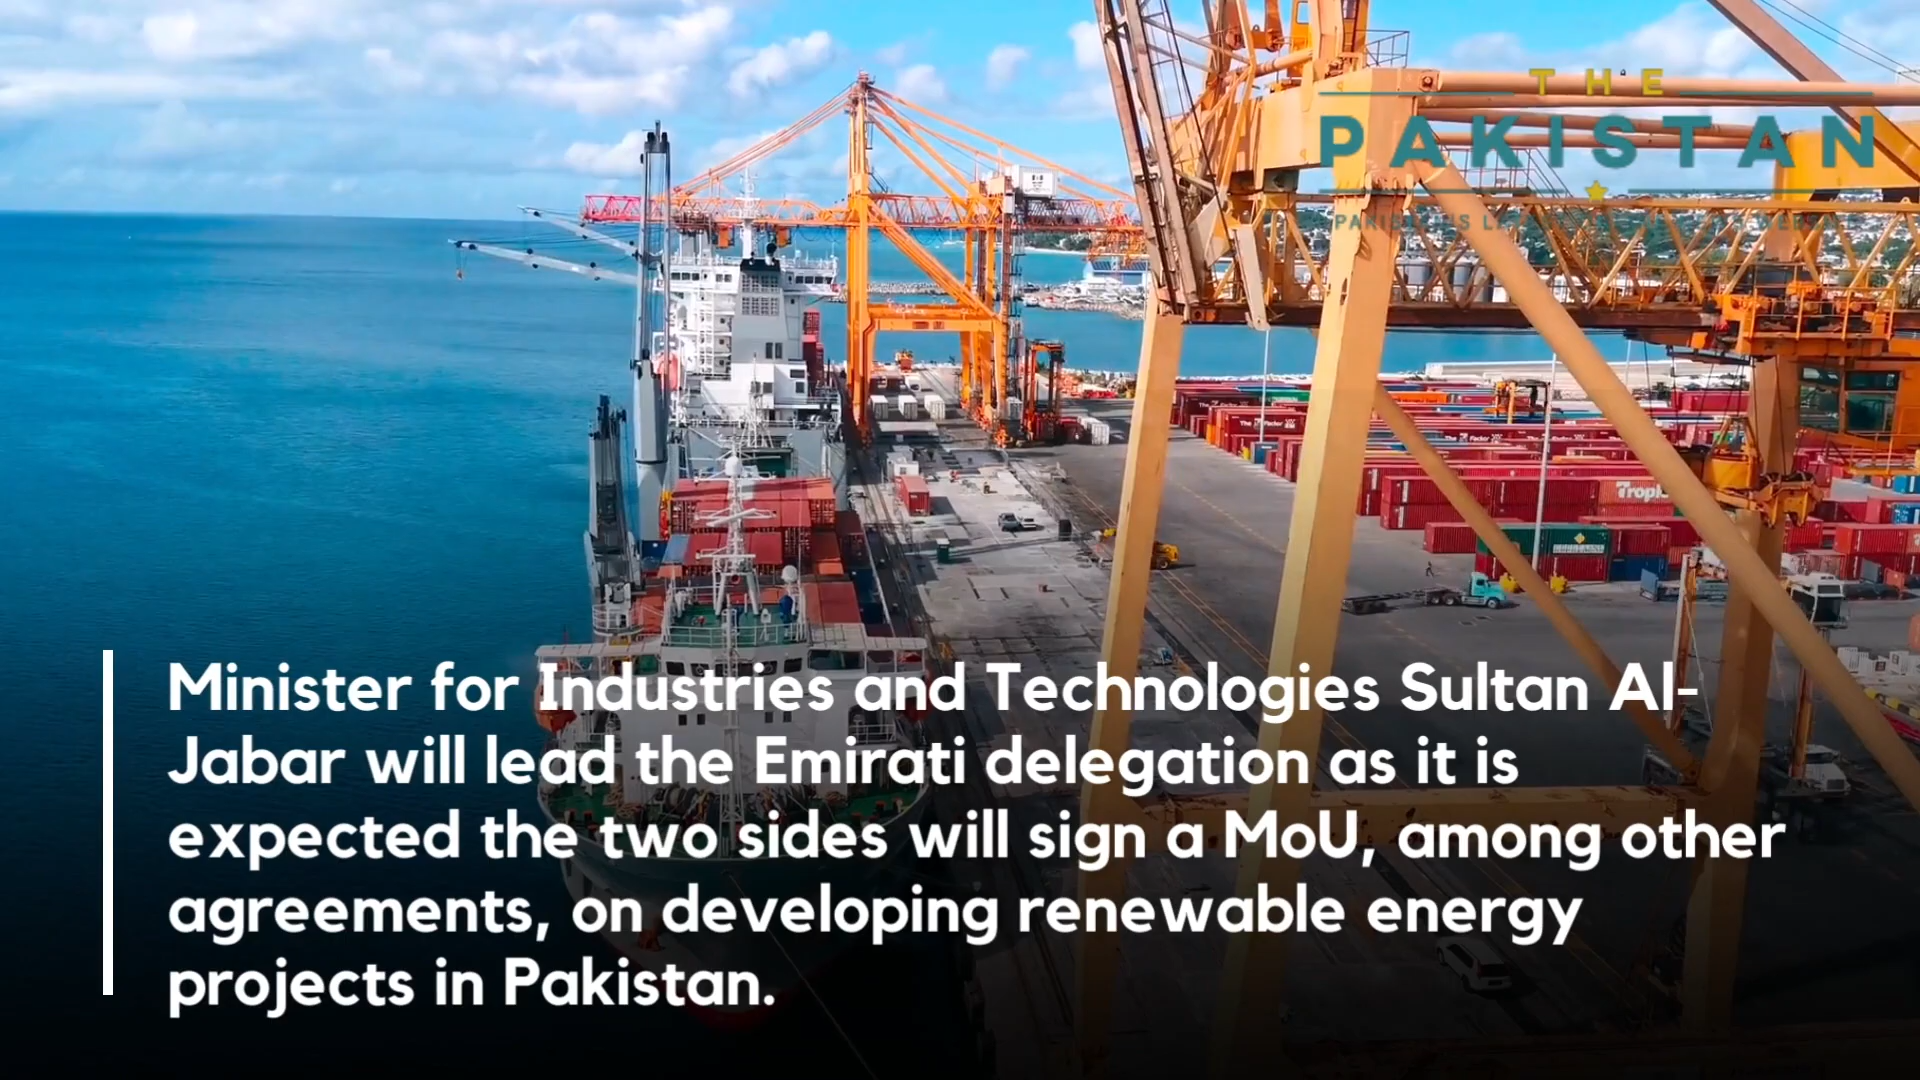 THE
PAKISTAN
Tropic
Minister for Industries and Technologies Sultan Al-
Jabar will lead the Emirati delegation as it is
expected the two sides will sign a MoU, among other
agreements, on developing renewable energy
projects in Pakistan.